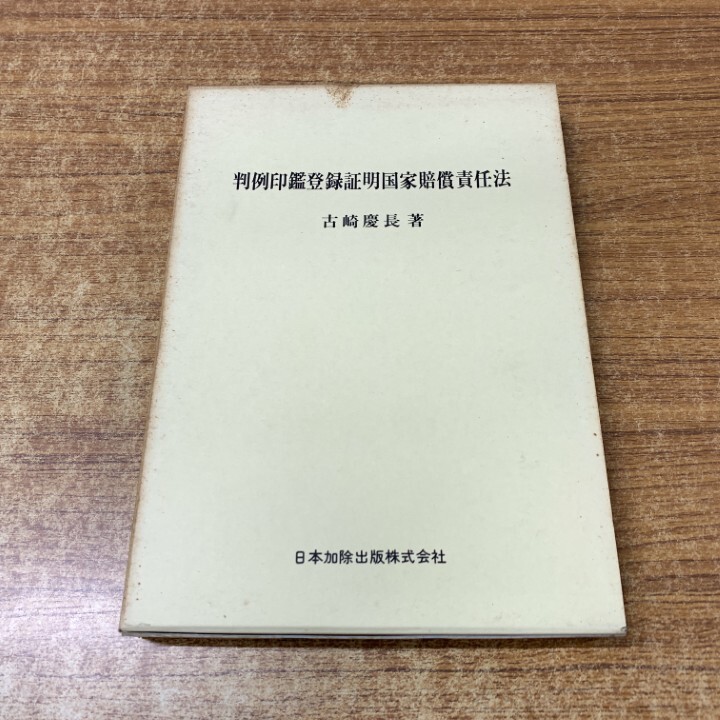 判例印鑑登録証明国家賠償責任法
古崎慶長 著
日本加除出版株式会社